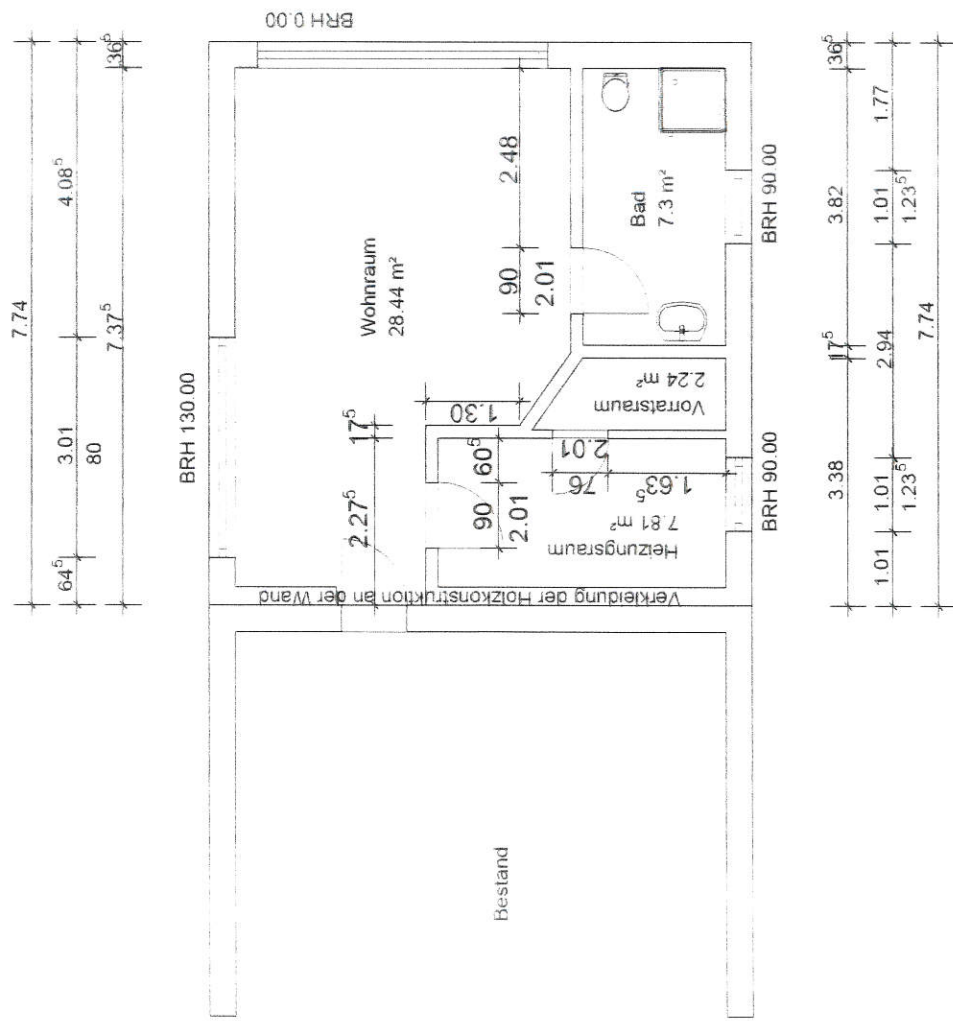 BRH 0.00
7.74
36⁵
4.08⁵
3.01
80
64⁵
7.37⁵
BRH 130.00
Wohnraum
28.44 m²
2.48
90
2.01
Bad
7.3 m²
BRH 90.00
1.30
17⁵
2.27⁵
60⁵
90
2.01
Vorratsraum
2.24 m²
2.01
76
1.63⁵
Heizungsraum
7.81 m²
BRH 90.00
Verkleidung der Holzkonstruktion an der Wand
Bestand
36⁵
3.82
17⁵
3.38
1.77
1.01
1.23⁵
2.94
1.01
1.23⁵
1.01
7.74